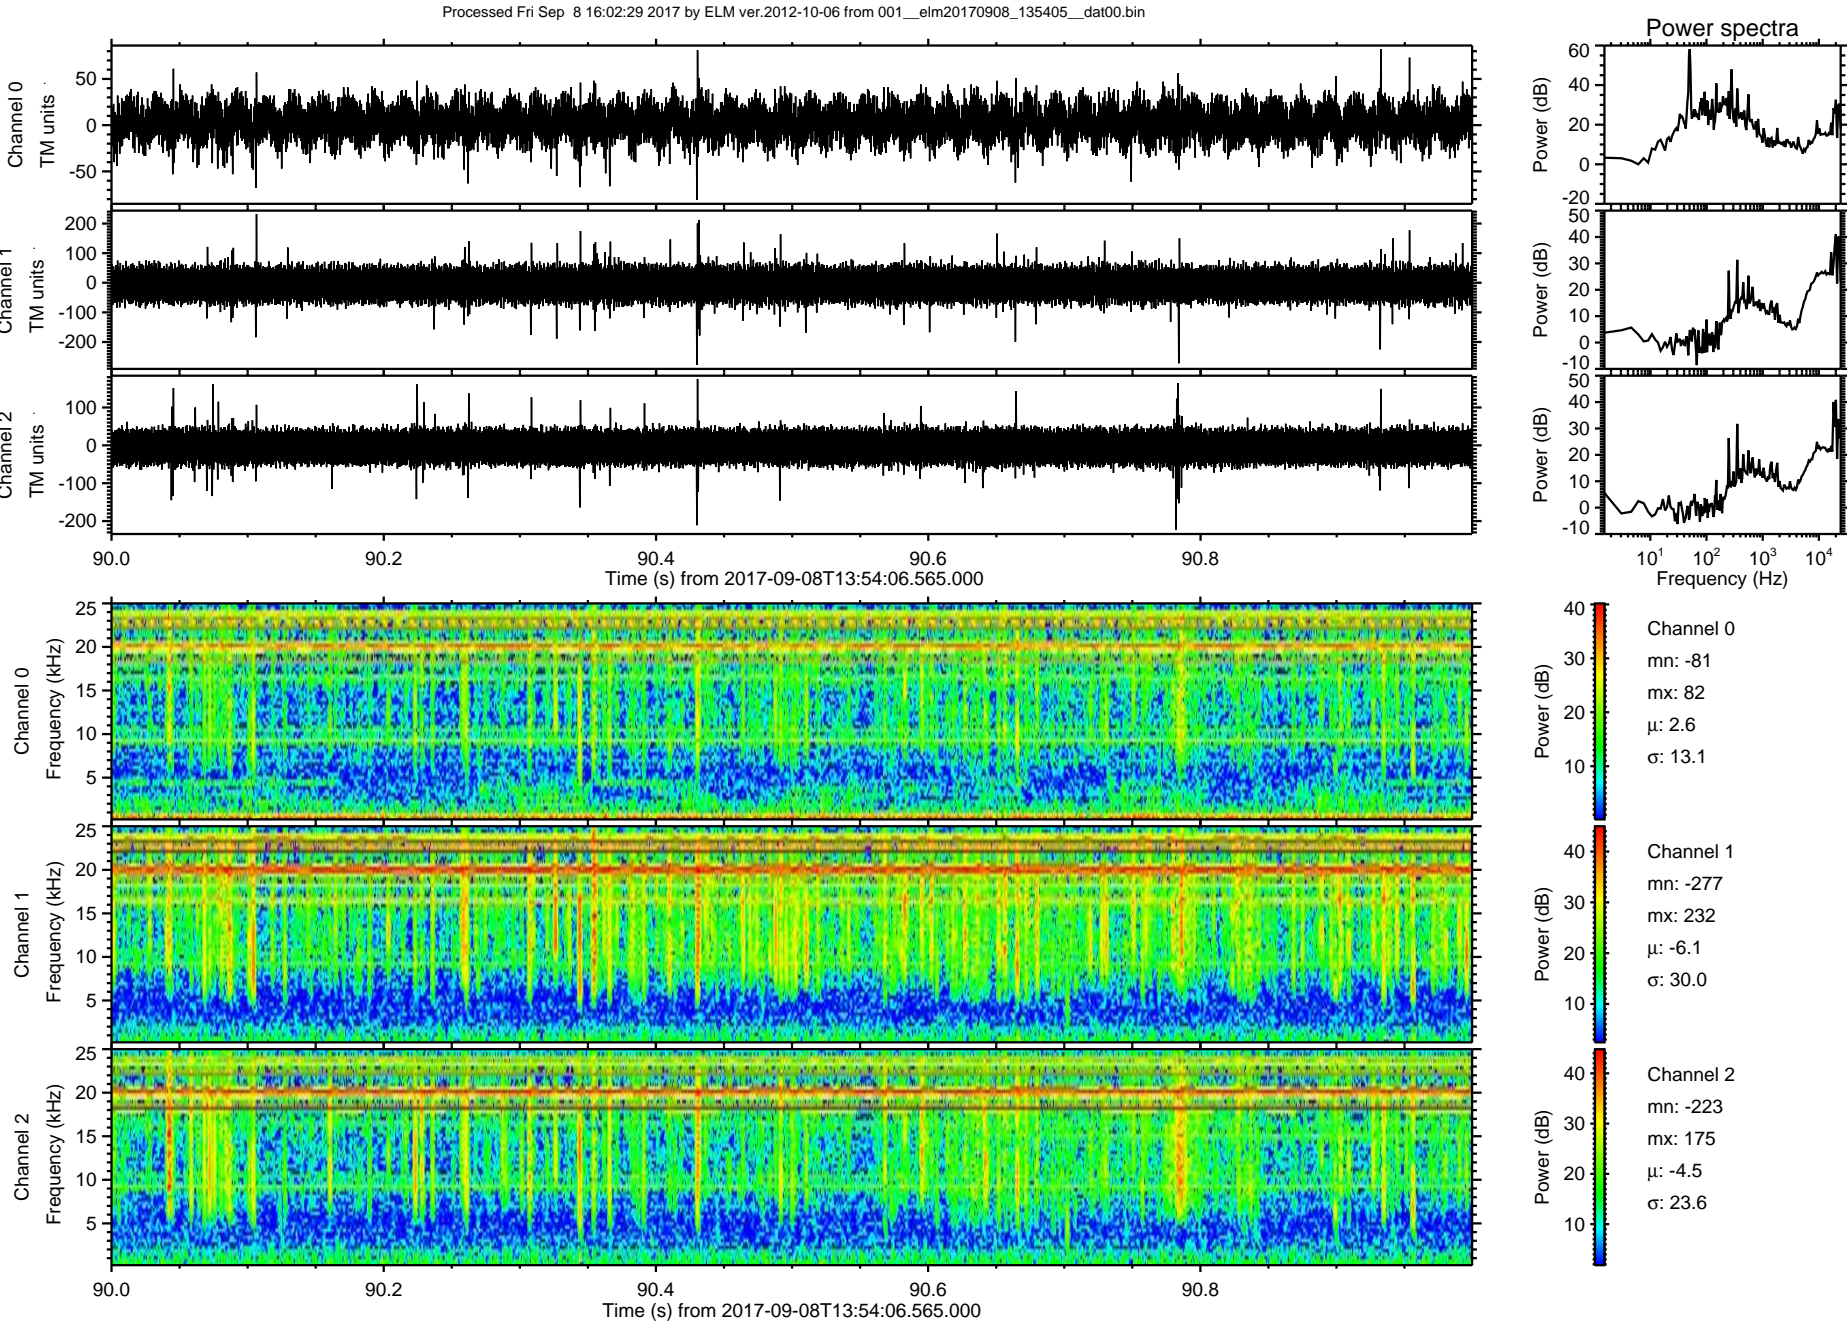 Processed Fri Sep  8 16:02:29 2017 by ELM ver.2012-10-06 from 001__elm20170908_135405__dat00.bin
Power spectra
Channel 0
TM units
50
0
-50
Power (dB)
60
40
20
0
-20
Channel 1
TM units
200
100
0
-100
-200
Power (dB)
50
40
30
20
10
0
-10
Channel 2
TM units
100
0
-100
-200
Power (dB)
50
40
30
20
10
0
-10
90.0 90.2 90.4 90.6 90.8
Time (s) from 2017-09-08T13:54:06.565.000
10^1 10^2 10^3 10^4
Frequency (Hz)
Channel 0
Frequency (kHz)
25
20
15
10
5
Power (dB)
40
30
20
10
Channel 0
mn: -81
mx: 82
μ: 2.6
σ: 13.1
Channel 1
Frequency (kHz)
25
20
15
10
5
Power (dB)
40
30
20
10
Channel 1
mn: -277
mx: 232
μ: -6.1
σ: 30.0
Channel 2
Frequency (kHz)
25
20
15
10
5
Power (dB)
40
30
20
10
Channel 2
mn: -223
mx: 175
μ: -4.5
σ: 23.6
90.0 90.2 90.4 90.6 90.8
Time (s) from 2017-09-08T13:54:06.565.000